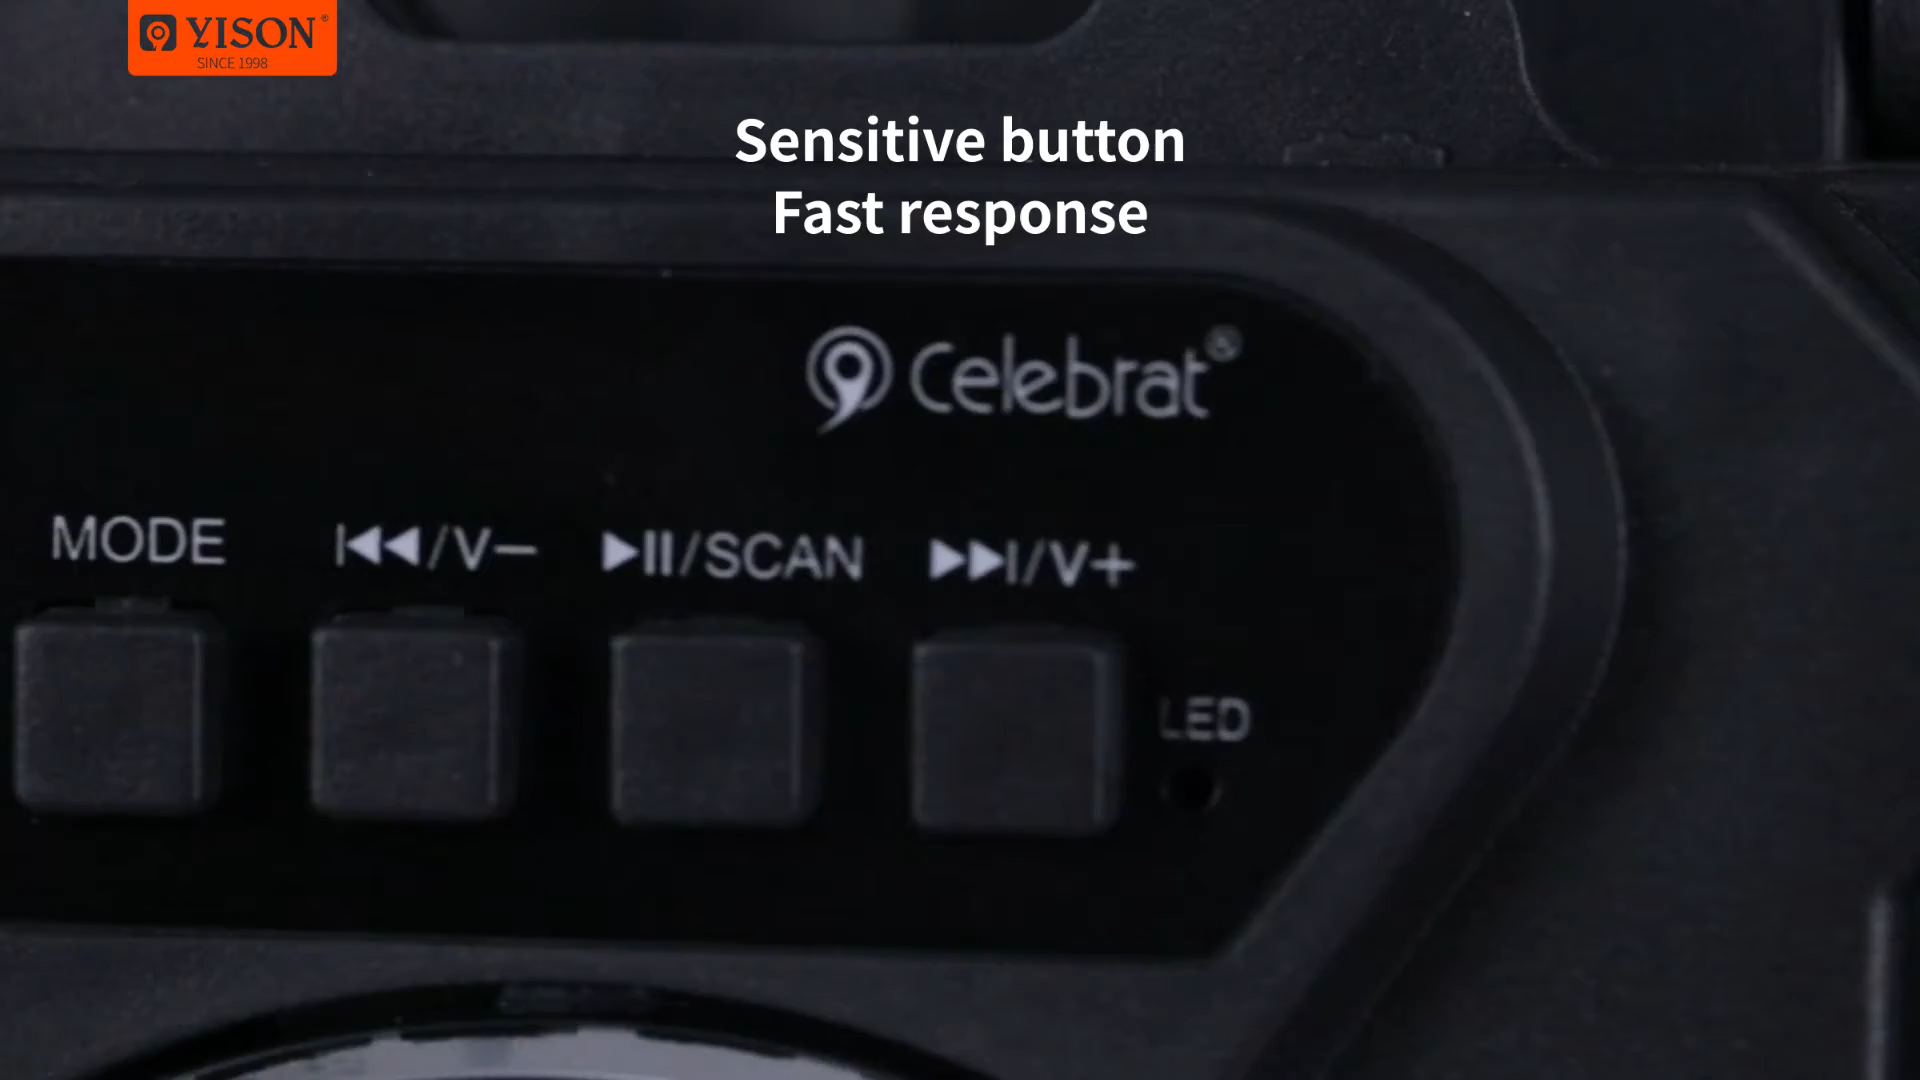 YISON®
SINCE 1998
Sensitive button
Fast response
Celebrat®
MODE
/V−
/SCAN
/V+
LED